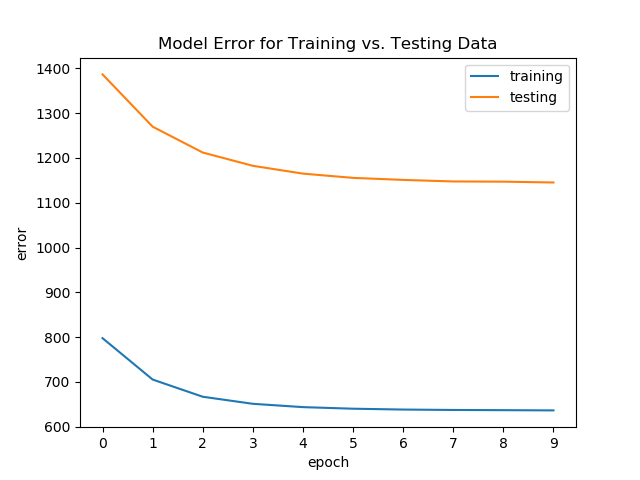 Model Error for Training vs. Testing Data
training
testing
1400
1300
1200
1100
1000
900
800
700
600
error
0 1 2 3 4 5 6 7 8 9
epoch